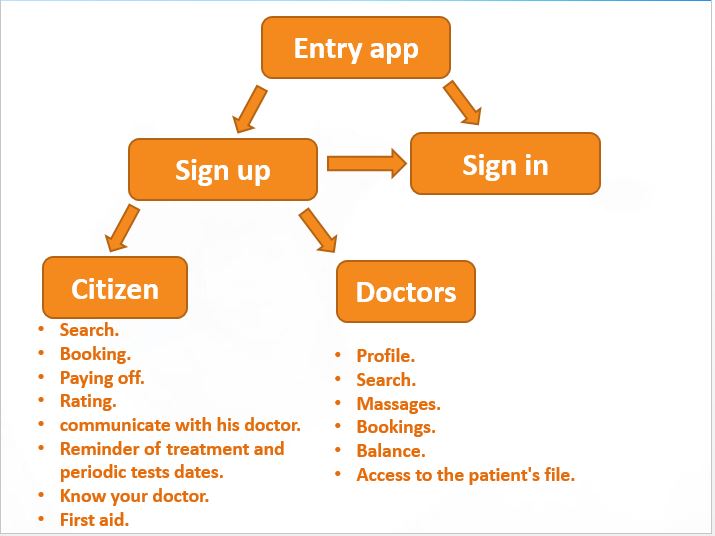 Entry app
Sign up
Sign in
Citizen
• Search.
• Booking.
• Paying off.
• Rating.
• communicate with his doctor.
• Reminder of treatment and
periodic tests dates.
• Know your doctor.
• First aid.
Doctors
• Profile.
• Search.
• Massages.
• Bookings.
• Balance.
• Access to the patient's file.